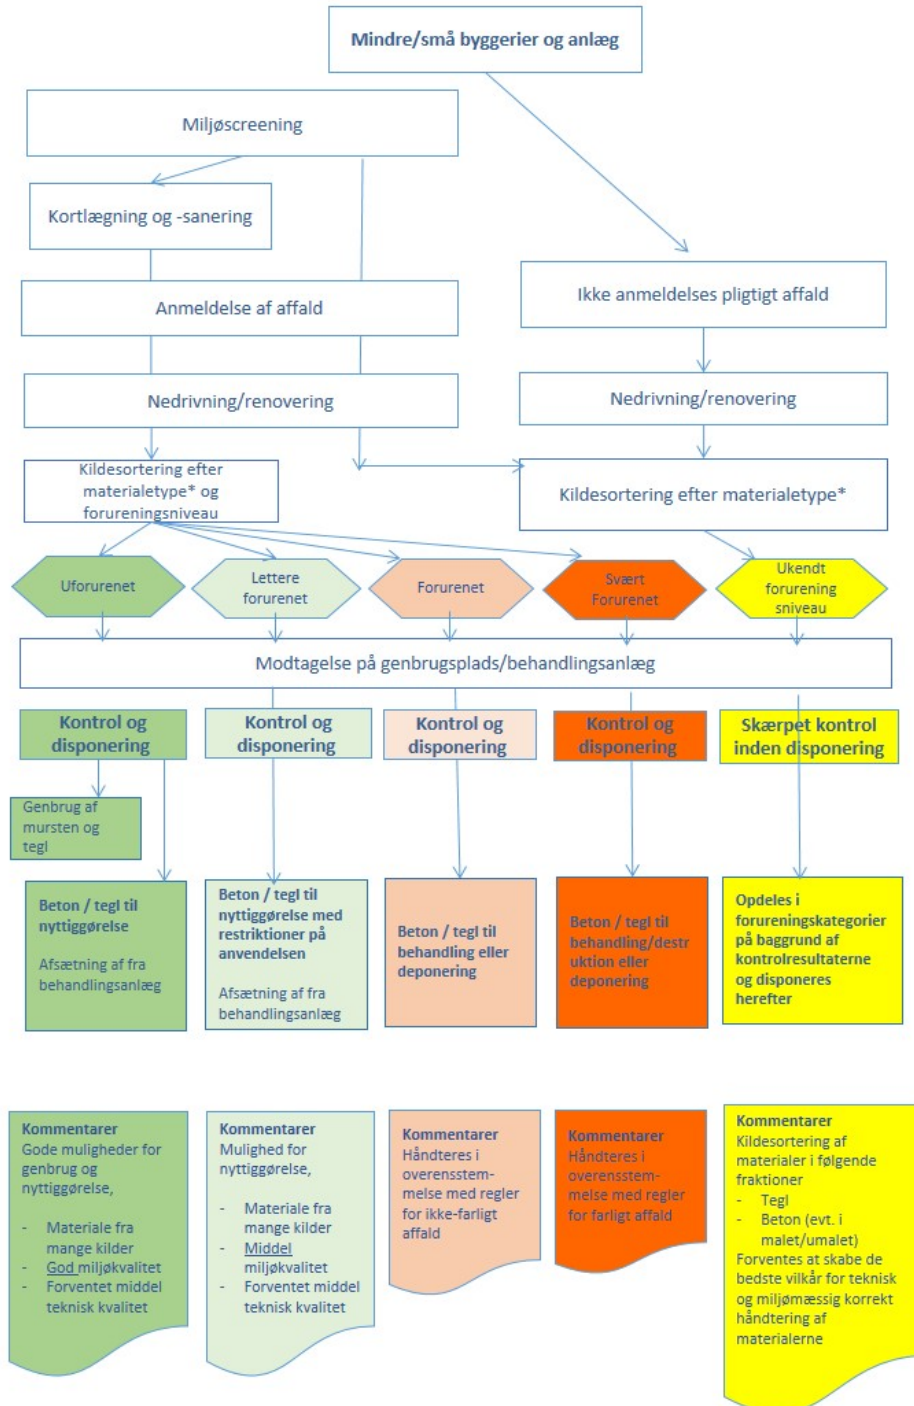 Mindre/små byggerier og anlæg
Miljøscreening
Kortlægning og -sanering
Anmeldelse af affald
Ikke anmeldelses pligtigt affald
Nedrivning/renovering
Nedrivning/renovering
Kildesortering efter
materialetype* og
forureningsniveau
Kildesortering efter materialetype*
Uforurenet
Lettere
forurenet
Forurenet
Svært
Forurenet
Ukendt
forurening
sniveau
Modtagelse på genbrugsplads/behandlingsanlæg
Kontrol og
disponering
Kontrol og
disponering
Kontrol og
disponering
Kontrol og
disponering
Skærpet kontrol
inden disponering
Genbrug af
mursten og
tegl
Beton / tegl til
nyttiggørelse
Afsætning af fra
behandlingsanlæg
Beton / tegl til
nyttiggørelse med
restriktioner på
anvendelsen
Afsætning af fra
behandlingsanlæg
Beton / tegl til
behandling eller
deponering
Beton / tegl til
behandling/destr
uktion eller
deponering
Opdeles i
forureningskategorier
på baggrund af
kontrolresultaterne
og disponeres
herefter
Kommentarer
Gode muligheder for
genbrug og
nyttiggørelse,
- Materiale fra
mange kilder
- God miljøkvalitet
- Forventet middel
teknisk kvalitet
Kommentarer
Mulighed for
nyttiggørelse,
- Materiale fra
mange kilder
- Middel
miljøkvalitet
- Forventet middel
teknisk kvalitet
Kommentarer
Håndteres i
overensstem-
melse med regler
for ikke-farligt
affald
Kommentarer
Håndteres i
overensstem-
melse med regler
for farligt affald
Kommentarer
Kildesortering af
materialer i følgende
fraktioner
- Tegl
- Beton (evt. i
malet/umalet)
Forventes at skabe de
bedste vilkår for teknisk
og miljømæssig korrekt
håndtering af
materialerne